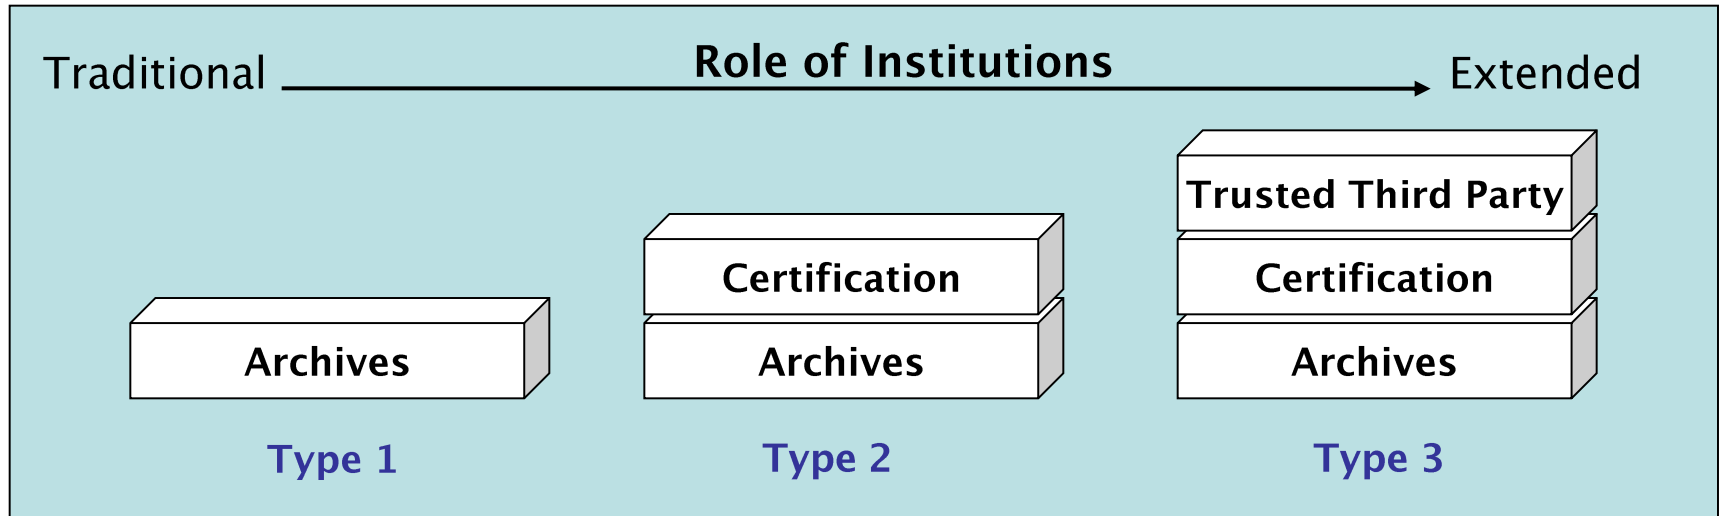 Role of Institutions
Traditional
Extended
Trusted Third Party
Certification
Certification
Archives
Archives
Archives
Type 1
Type 2
Type 3